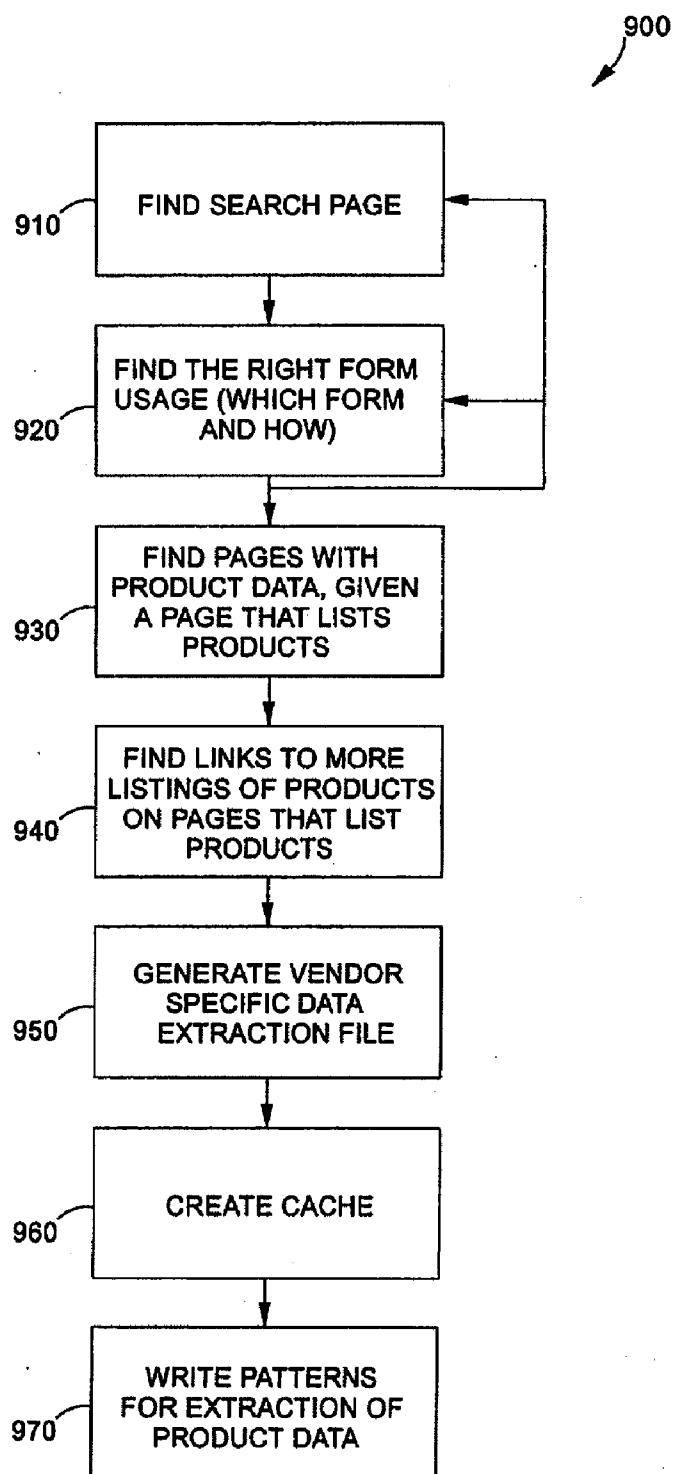 900
910
FIND SEARCH PAGE
920
FIND THE RIGHT FORM
USAGE (WHICH FORM
AND HOW)
930
FIND PAGES WITH
PRODUCT DATA, GIVEN
A PAGE THAT LISTS
PRODUCTS
940
FIND LINKS TO MORE
LISTINGS OF PRODUCTS
ON PAGES THAT LIST
PRODUCTS
950
GENERATE VENDOR
SPECIFIC DATA
EXTRACTION FILE
960
CREATE CACHE
970
WRITE PATTERNS
FOR EXTRACTION OF
PRODUCT DATA